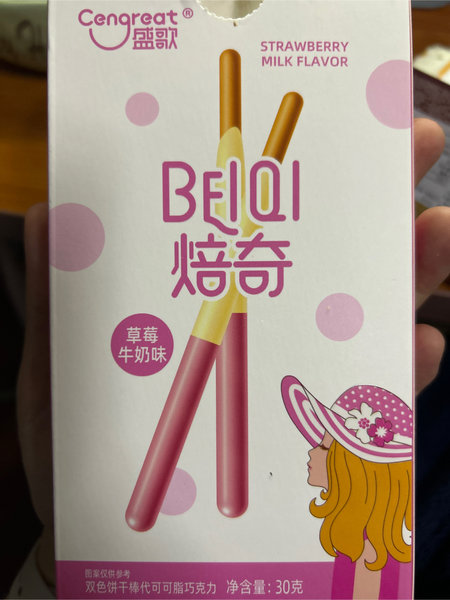 Cengreat®
盛歌
STRAWBERRY
MILK FLAVOR
BEIQI
焙奇
草莓
牛奶味
图案仅供参考
双色饼干棒代可可脂巧克力 净含量: 30克